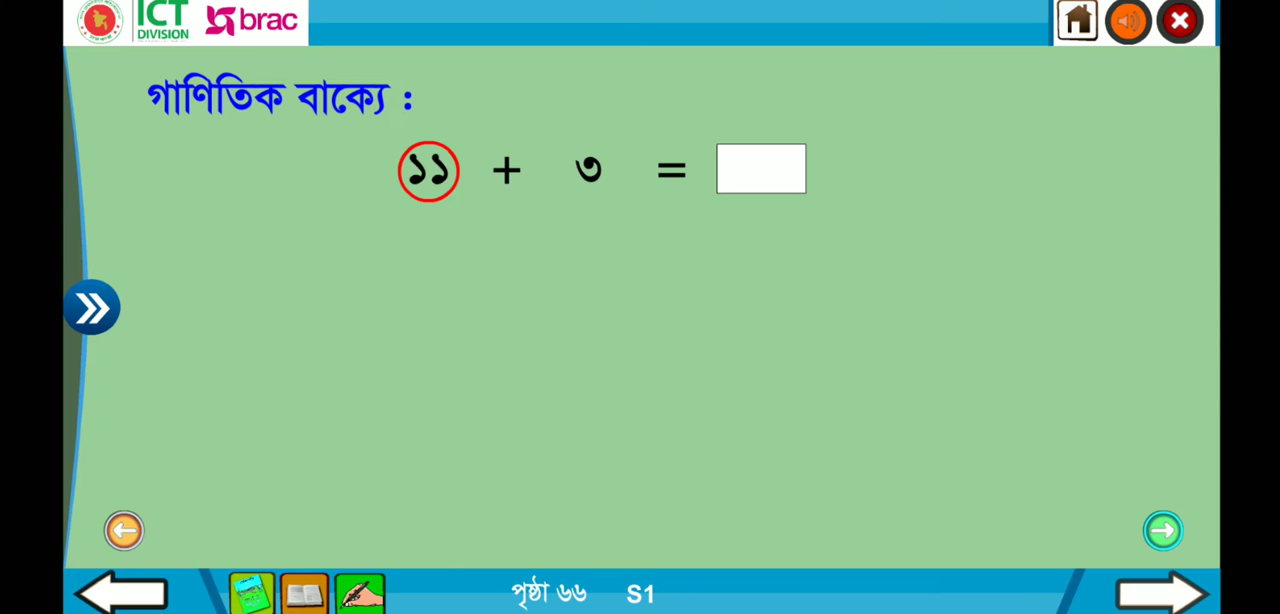 ICT
DIVISION
brac
গাণিতিক বাক্যে :
১১ + ৩ =
পৃষ্ঠা ৬৬ S1